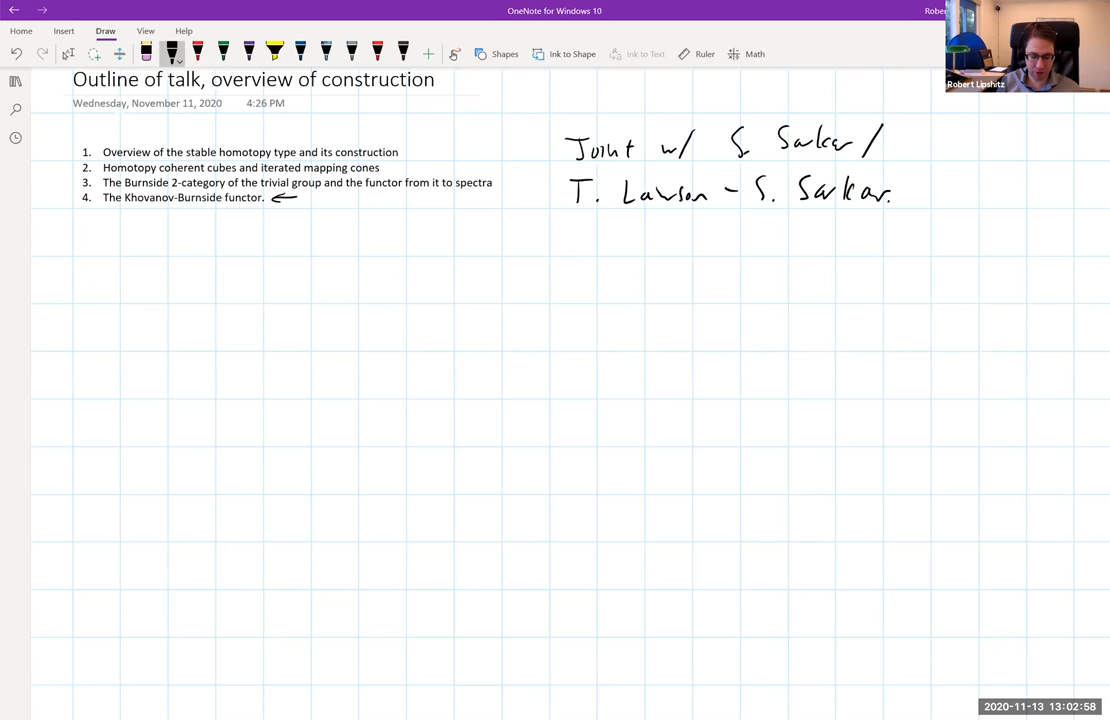 OneNote for Windows 10
Rober
Home Insert Draw View Help
Shapes Ink to Shape Ink to Text Ruler Math
Robert Lipshitz
Outline of talk, overview of construction
Wednesday, November 11, 2020 4:26 PM
1. Overview of the stable homotopy type and its construction
2. Homotopy coherent cubes and iterated mapping cones
3. The Burnside 2-category of the trivial group and the functor from it to spectra
4. The Khovanov-Burnside functor. ←
Joint w/ S. Sarkar /
T. Lawson - S. Sarkar.
2020-11-13 13:02:58